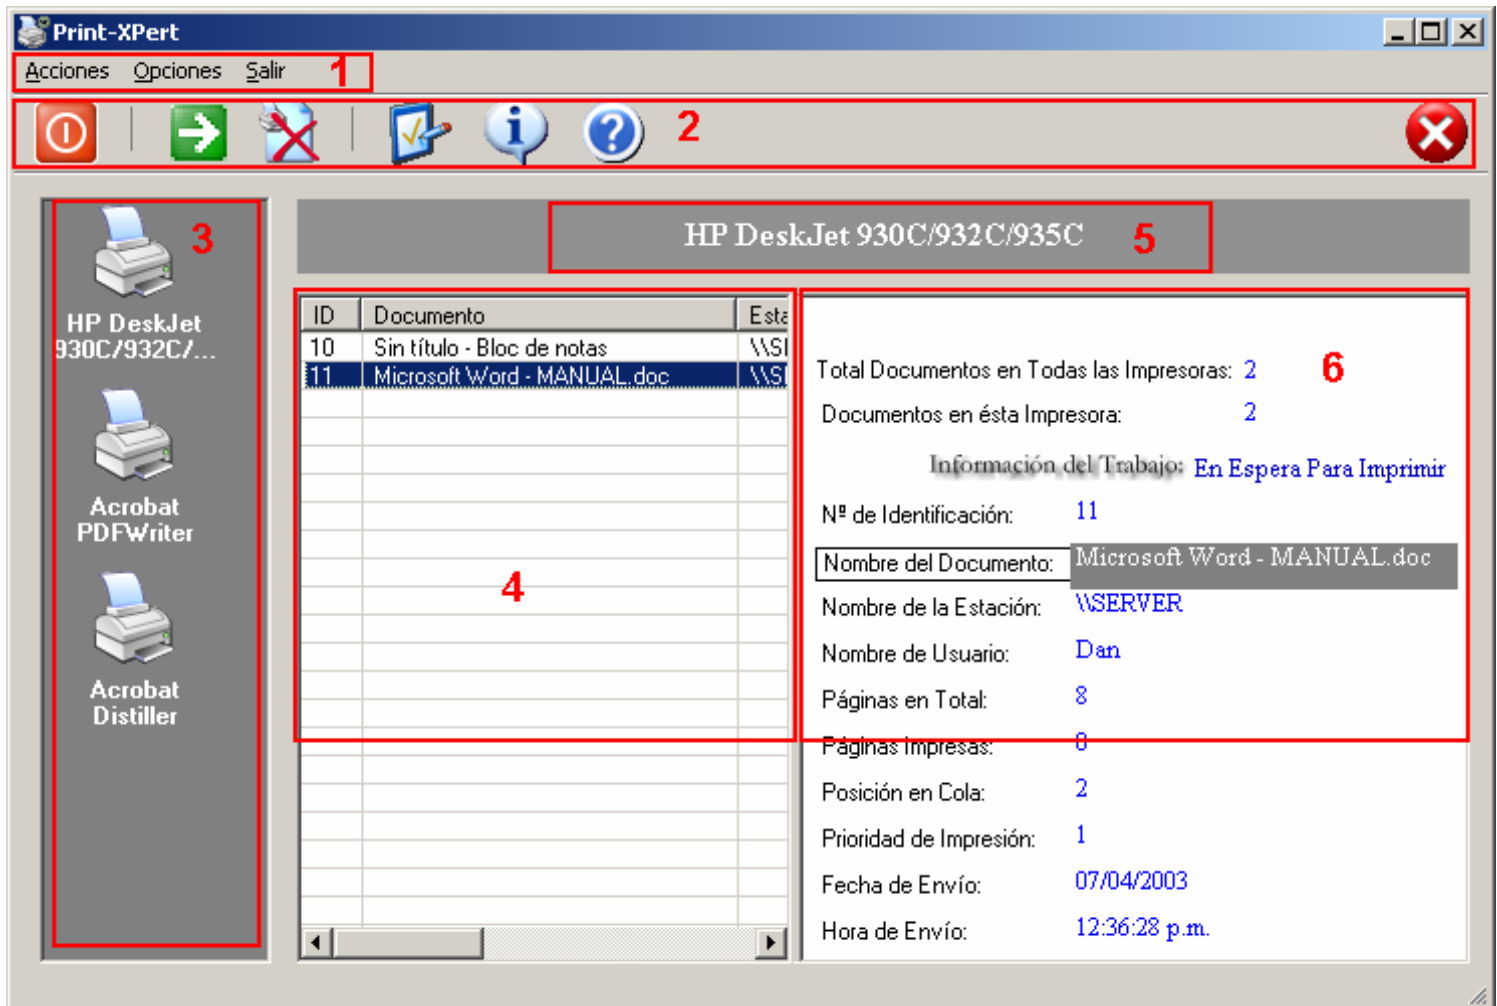 Print-XPert
Acciones Opciones Salir 1
2
3
HP DeskJet
930C/932C/...
Acrobat
PDFWriter
Acrobat
Distiller
HP DeskJet 930C/932C/935C 5
ID Documento Esta
10 Sin título - Bloc de notas \\SE
11 Microsoft Word - MANUAL.doc \\SE
4
6
Total Documentos en Todas las Impresoras: 2
Documentos en ésta Impresora: 2
Información del Trabajo: En Espera Para Imprimir
Nº de Identificación: 11
Nombre del Documento: Microsoft Word - MANUAL.doc
Nombre de la Estación: \\SERVER
Nombre de Usuario: Dan
Páginas en Total: 8
Páginas Impresas:
Posición en Cola: 2
Prioridad de Impresión: 1
Fecha de Envío: 07/04/2003
Hora de Envío: 12:36:28 p.m.